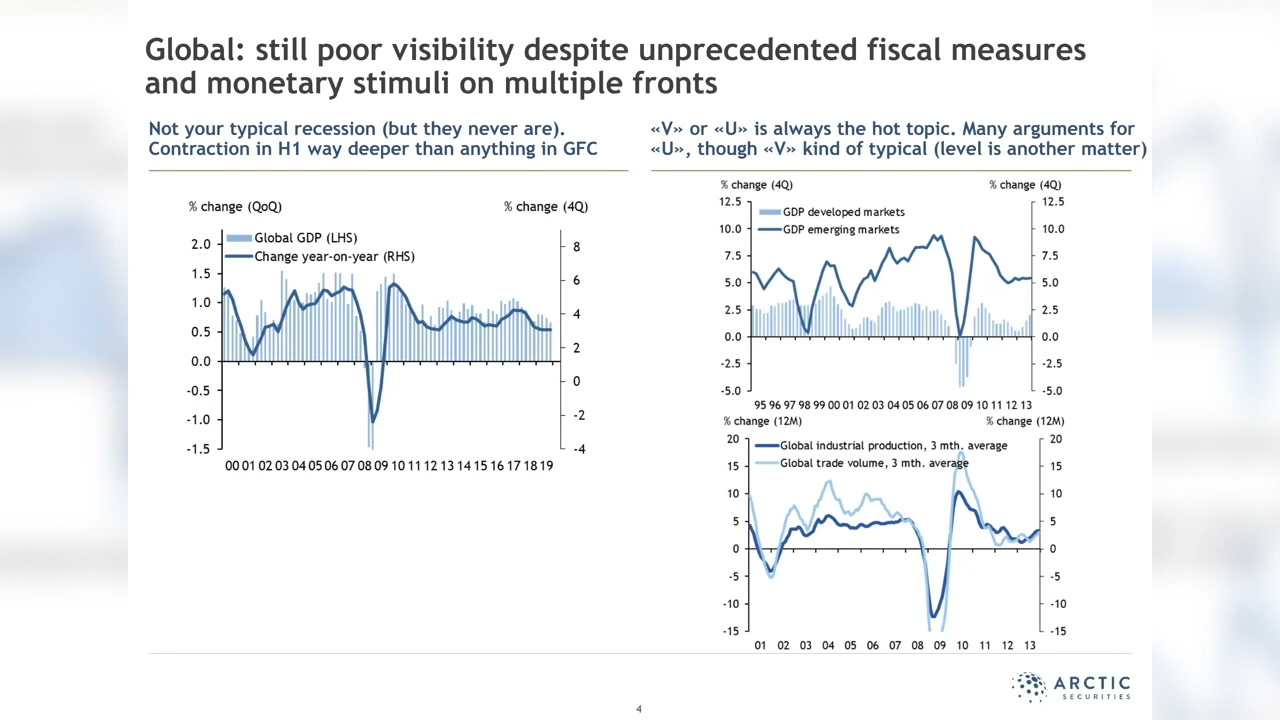 Global: still poor visibility despite unprecedented fiscal measures
and monetary stimuli on multiple fronts
Not your typical recession (but they never are).
Contraction in H1 way deeper than anything in GFC
% change (QoQ)
% change (4Q)
Global GDP (LHS)
Change year-on-year (RHS)
2.0
1.5
1.0
0.5
0.0
-0.5
-1.0
-1.5
8
6
4
2
0
-2
-4
00 01 02 03 04 05 06 07 08 09 10 11 12 13 14 15 16 17 18 19
«V» or «U» is always the hot topic. Many arguments for
«U», though «V» kind of typical (level is another matter)
% change (4Q)
% change (4Q)
GDP developed markets
GDP emerging markets
12.5
10.0
7.5
5.0
2.5
0.0
-2.5
-5.0
12.5
10.0
7.5
5.0
2.5
0.0
-2.5
-5.0
95 96 97 98 99 00 01 02 03 04 05 06 07 08 09 10 11 12 13
% change (12M)
% change (12M)
Global industrial production, 3 mth. average
Global trade volume, 3 mth. average
20
15
10
5
0
-5
-10
-15
20
15
10
5
0
-5
-10
-15
01 02 03 04 05 06 07 08 09 10 11 12 13
ARCTIC
SECURITIES
4